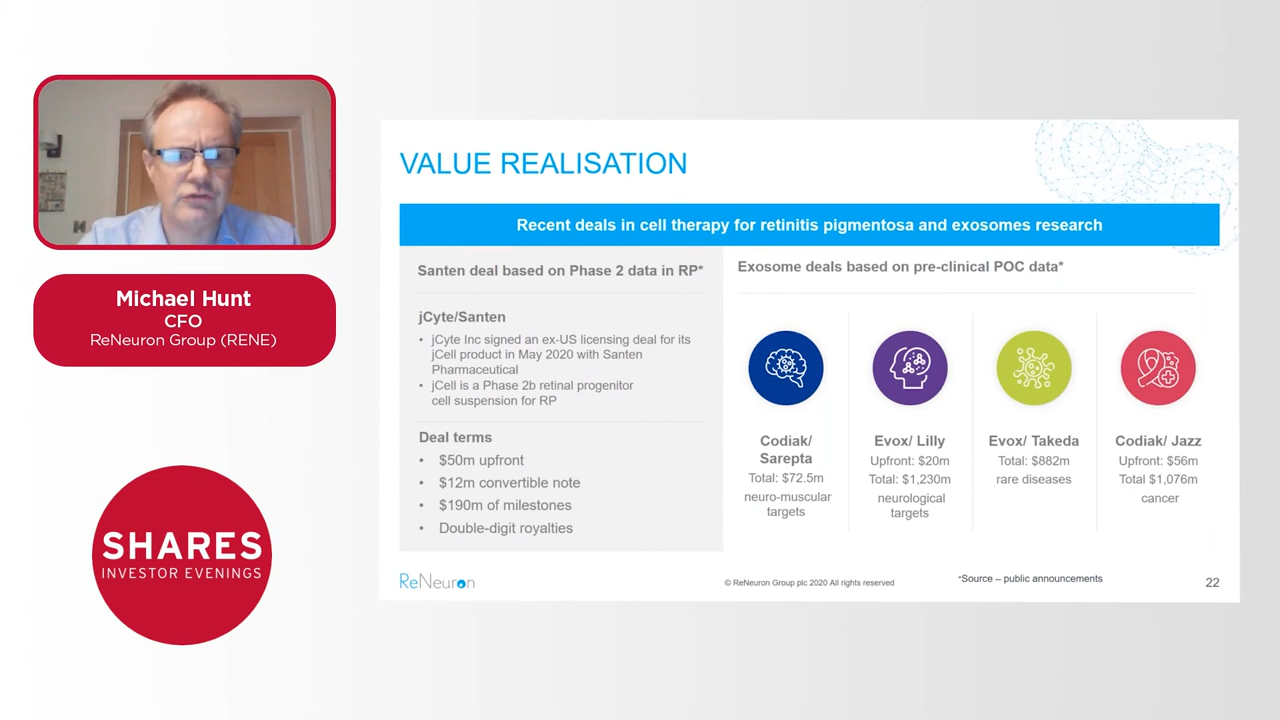 Michael Hunt
CFO
ReNeuron Group (RENE)
SHARES
INVESTOR EVENINGS
VALUE REALISATION
Recent deals in cell therapy for retinitis pigmentosa and exosomes research
Santen deal based on Phase 2 data in RP*
jCyte/Santen
• jCyte Inc signed an ex-US licensing deal for its
jCell product in May 2020 with Santen
Pharmaceutical
• jCell is a Phase 2b retinal progenitor
cell suspension for RP
Deal terms
• $50m upfront
• $12m convertible note
• $190m of milestones
• Double-digit royalties
Exosome deals based on pre-clinical POC data*
Codiak/
Sarepta
Total: $72.5m
neuro-muscular
targets
Evox/ Lilly
Upfront: $20m
Total: $1,230m
neurological
targets
Evox/ Takeda
Total: $882m
rare diseases
Codiak/ Jazz
Upfront: $56m
Total $1,076m
cancer
ReNeuron
© ReNeuron Group plc 2020 All rights reserved
*Source – public announcements
22